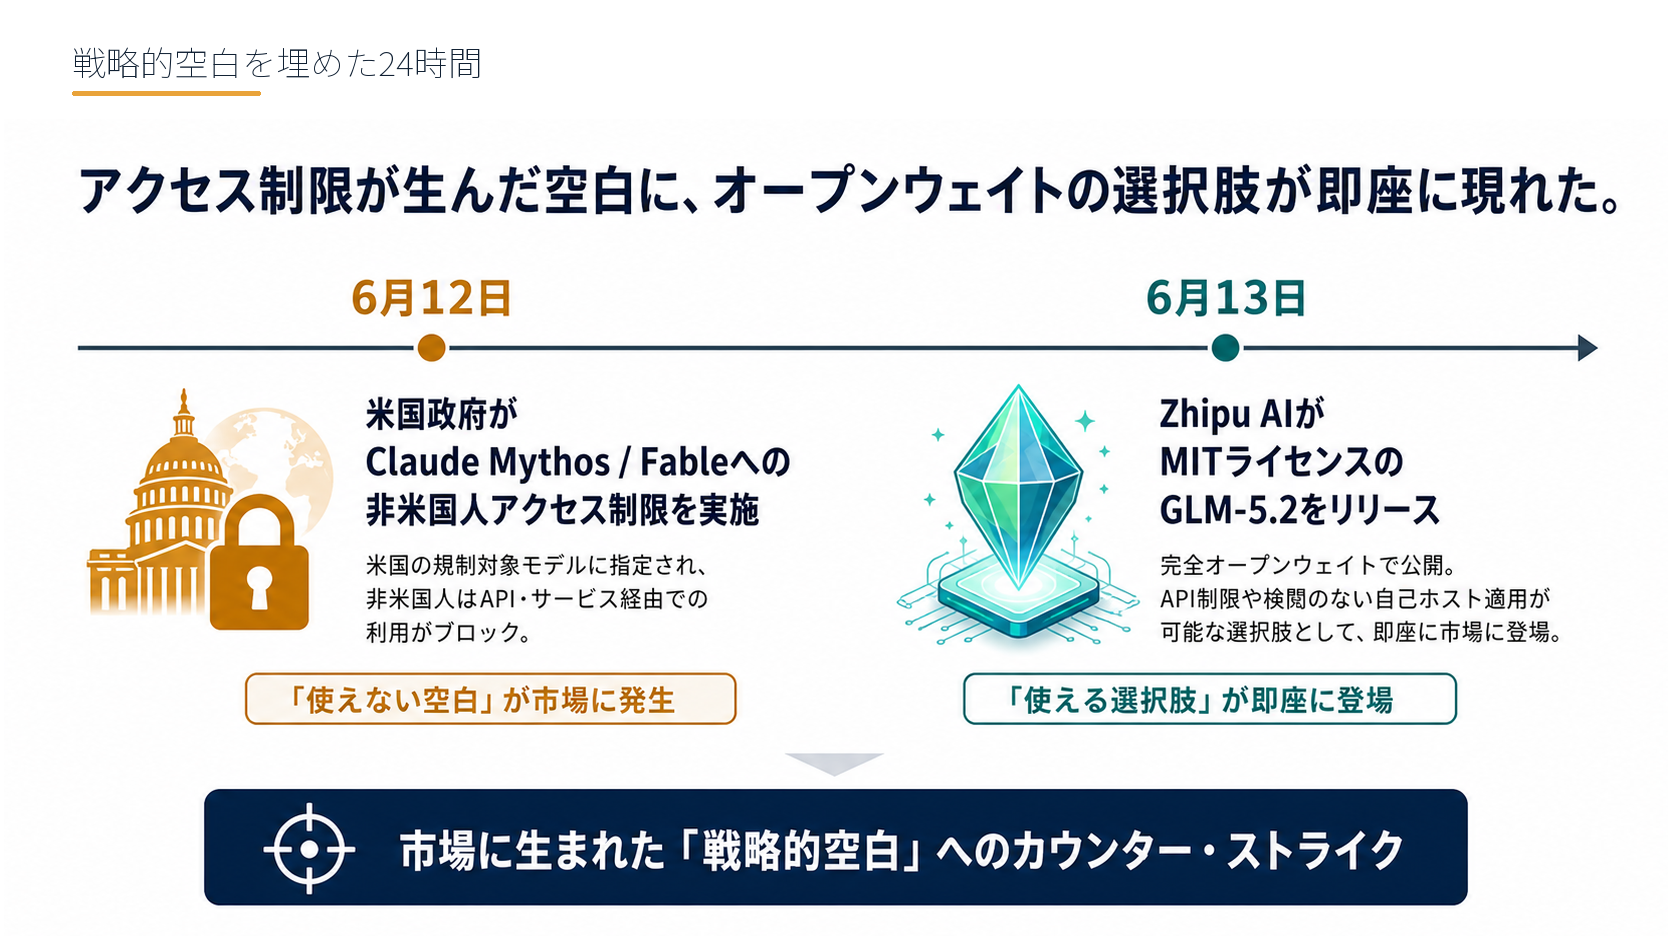 戦略的空白を埋めた24時間
アクセス制限が生んだ空白に、オープンウェイトの選択肢が即座に現れた。
6月12日
米国政府が
Claude Mythos / Fableへの
非米国人アクセス制限を実施
米国の規制対象モデルに指定され、
非米国人はAPI・サービス経由での
利用がブロック。
「使えない空白」が市場に発生
6月13日
Zhipu AIが
MITライセンスの
GLM-5.2をリリース
完全オープンウェイトで公開。
API制限や検閲のない自己ホスト適用が
可能な選択肢として、即座に市場に登場。
「使える選択肢」が即座に登場
市場に生まれた「戦略的空白」へのカウンター・ストライク